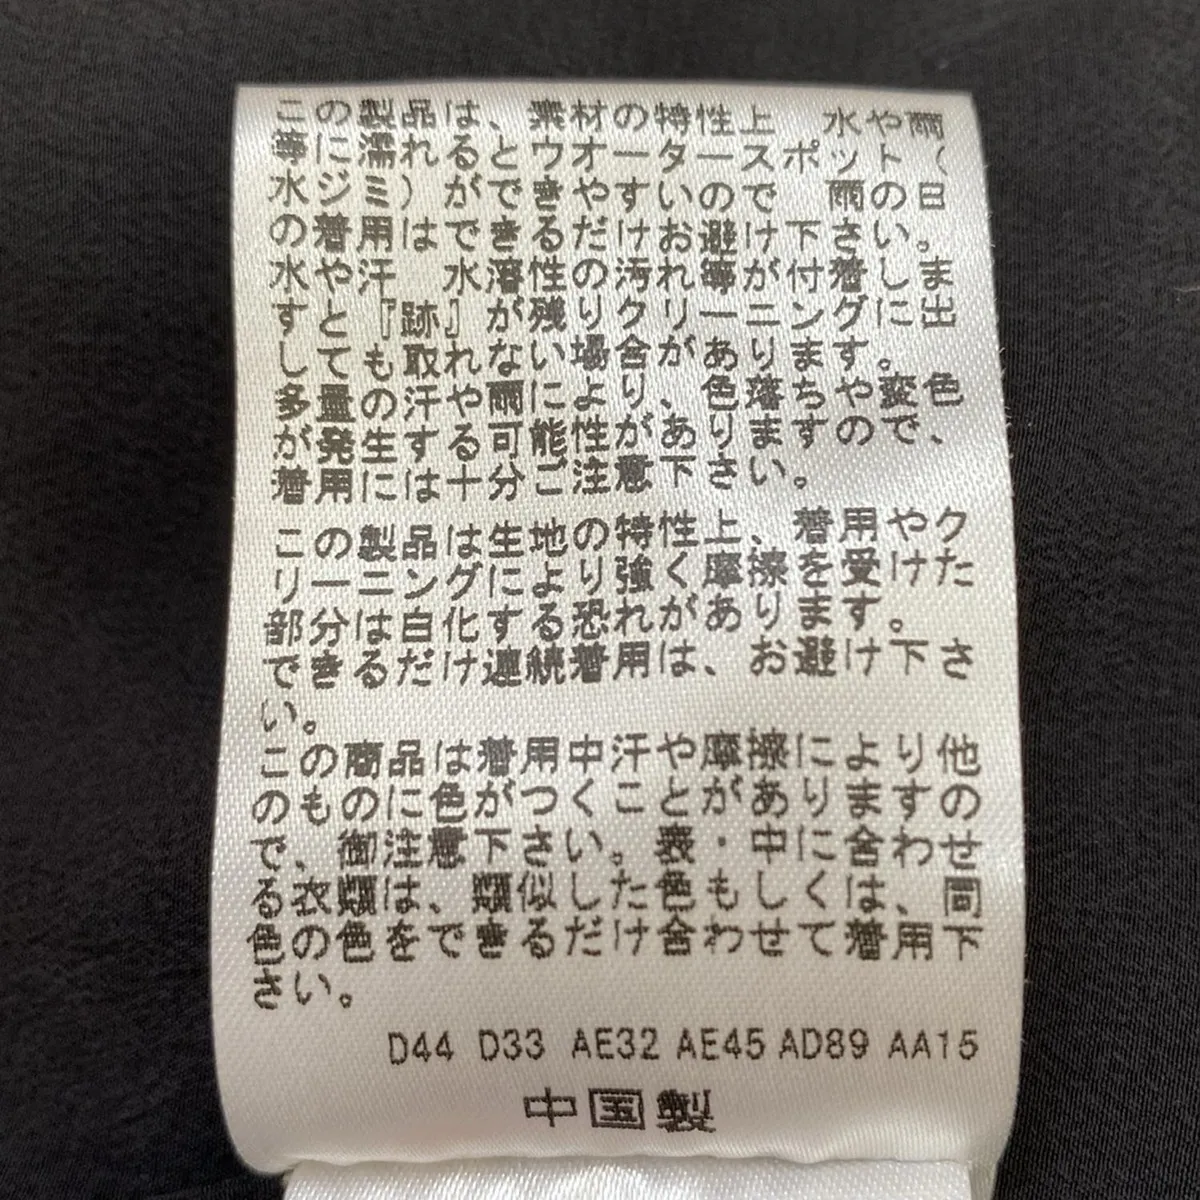 この製品は、素材の特性上　水や雨
等に濡れるとウオータースポット（
水ジミ）ができやすいので　雨の日
の着用はできるだけお避け下さい。
水や汗　水溶性の汚れ等が付着しま
すと『跡』が残りクリーニングに出
しても取れない場合があります。
多量の汗や雨により、色落ちや変色
が発生する可能性がありますので、
着用には十分ご注意下さい。
この製品は生地の特性上、着用やク
リーニングにより強く摩擦を受けた
部分は白化する恐れがあります。
できるだけ連続着用は、お避け下さ
い。
この商品は着用中汗や摩擦により他
のものに色がつくことがありますの
で、御注意下さい。表・中に合わせ
る衣類は、類似した色もしくは、同
色の色をできるだけ合わせて着用下
さい。
D44 D33 AE32 AE45 AD89 AA15
中国製